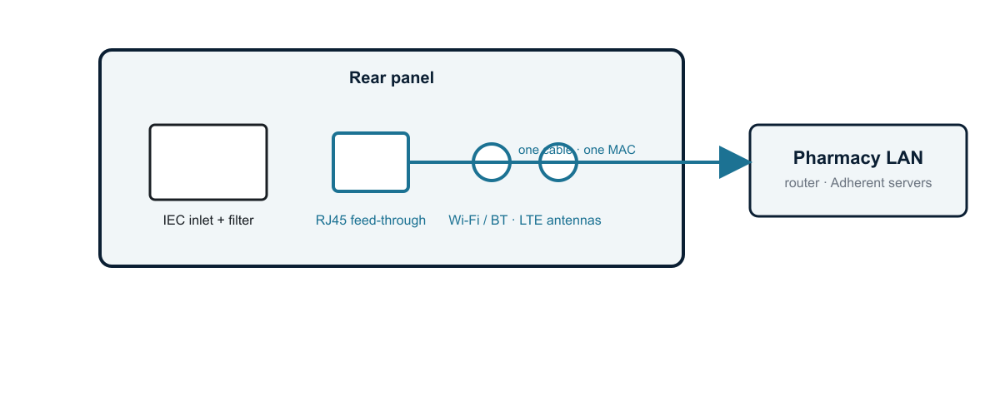 Rear panel
one cable · one MAC
Pharmacy LAN
router · Adherent servers
IEC inlet + filter
RJ45 feed-through
Wi-Fi / BT · LTE antennas